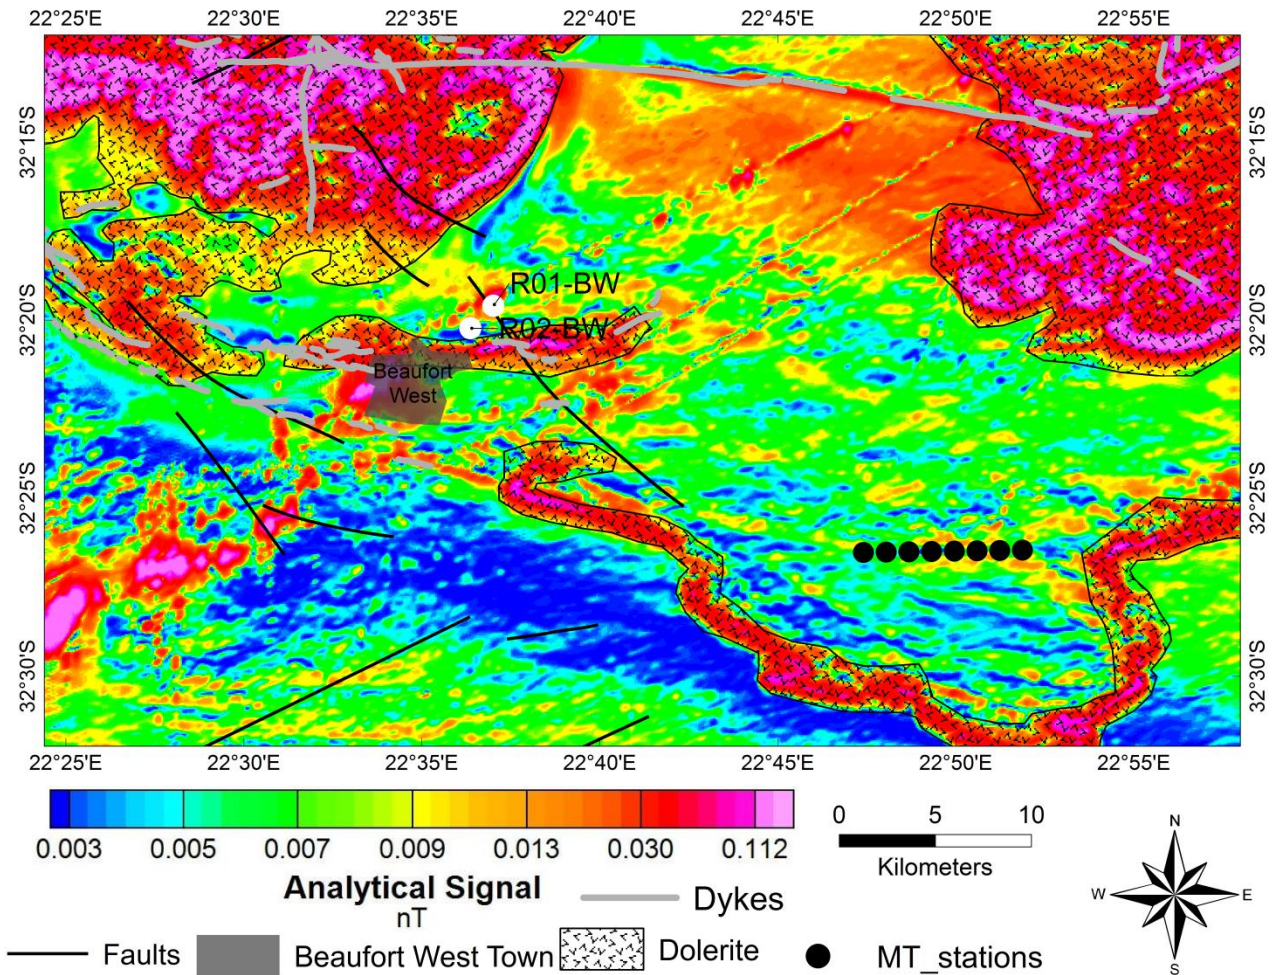 22°25'E 22°30'E 22°35'E 22°40'E 22°45'E 22°50'E 22°55'E
32°15'S 32°15'S
R01-BW
32°20'S 32°20'S
R02-BW
Beaufort
West
32°25'S 32°25'S
32°30'S 32°30'S
22°25'E 22°30'E 22°35'E 22°40'E 22°45'E 22°50'E 22°55'E
0 5 10
N
0.003 0.005 0.007 0.009 0.013 0.030 0.112
Kilometers
Analytical Signal
nT
Dykes
W E
Faults Beaufort West Town Dolerite MT_stations
S